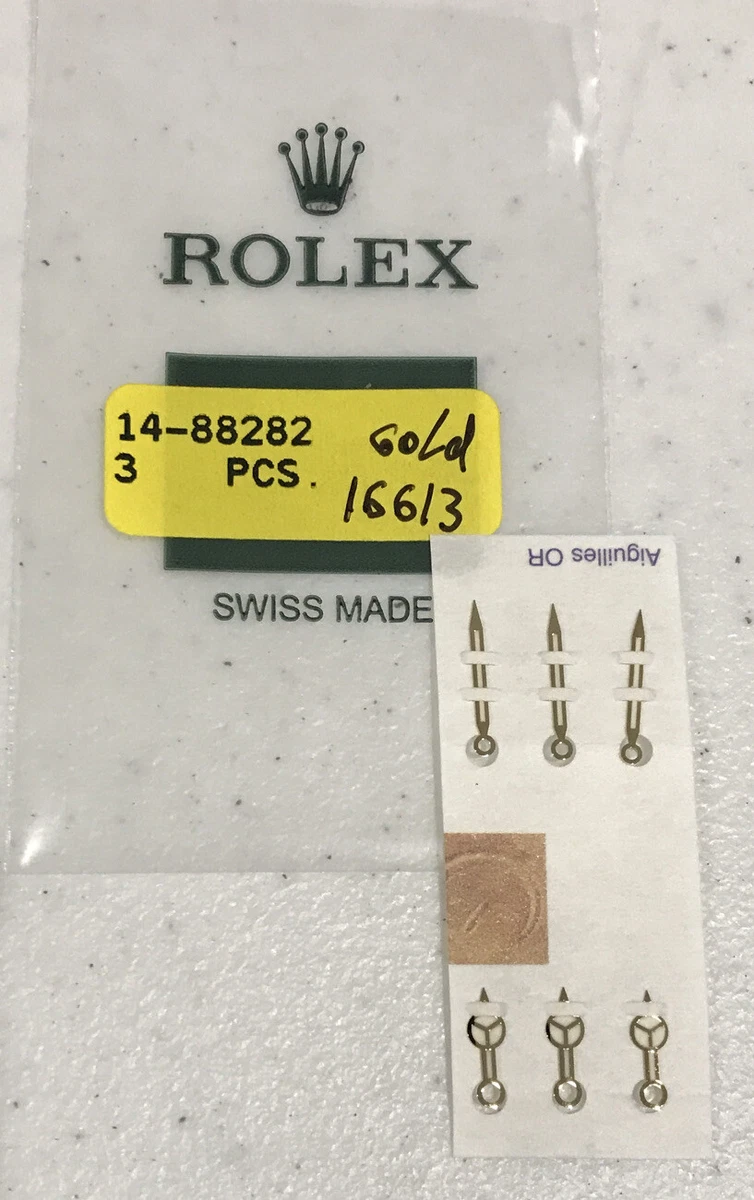 ROLEX
14-88282 Gold
3 PCS. 16613
SWISS MADE
Aiguilles OR